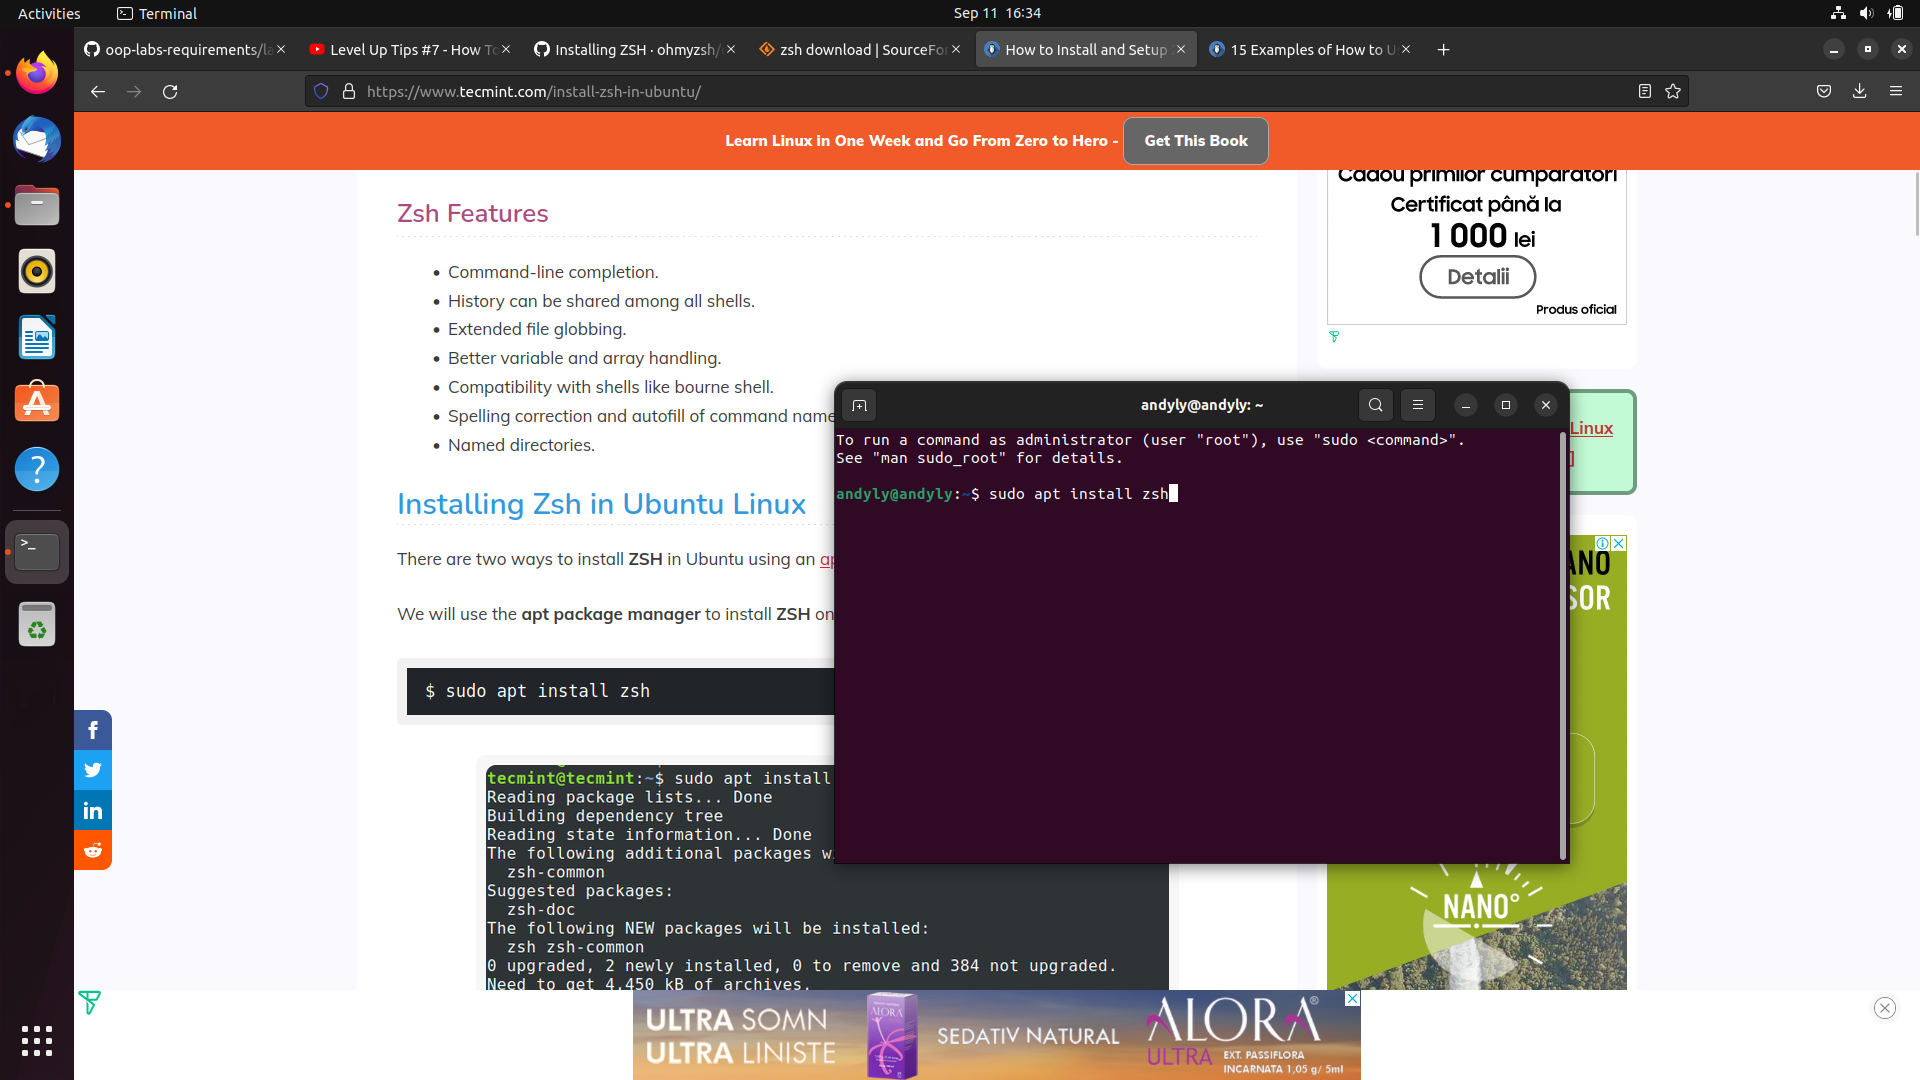 Activities
Terminal
Sep 11 16:34
oop-labs-requirements/la
Level Up Tips #7 - How To
Installing ZSH · ohmyzsh/
zsh download | SourceFor
How to Install and Setup
15 Examples of How to U
https://www.tecmint.com/install-zsh-in-ubuntu/
Learn Linux in One Week and Go From Zero to Hero -
Get This Book
Zsh Features
Command-line completion.
History can be shared among all shells.
Extended file globbing.
Better variable and array handling.
Compatibility with shells like bourne shell.
Spelling correction and autofill of command name
Named directories.
Installing Zsh in Ubuntu Linux
There are two ways to install ZSH in Ubuntu using an ap
We will use the apt package manager to install ZSH on
$ sudo apt install zsh
tecmint@tecmint:~$ sudo apt install
Reading package lists... Done
Building dependency tree
Reading state information... Done
The following additional packages wi
zsh-common
Suggested packages:
zsh-doc
The following NEW packages will be installed:
zsh zsh-common
0 upgraded, 2 newly installed, 0 to remove and 384 not upgraded.
Need to get 4,450 kB of archives.
andyly@andyly: ~
To run a command as administrator (user "root"), use "sudo <command>".
See "man sudo_root" for details.
andyly@andyly:~$ sudo apt install zsh
Cadou primilor cumpărători
Certificat până la
1 000 lei
Detalii
Produs oficial
Linux
]
ANO
SOR
NANO°
ULTRA SOMN
ULTRA LINISTE
ALORA
SEDATIV NATURAL
ALORA®
ULTRA
EXT. PASSIFLORA
INCARNATA 1,05 g/ 5ml